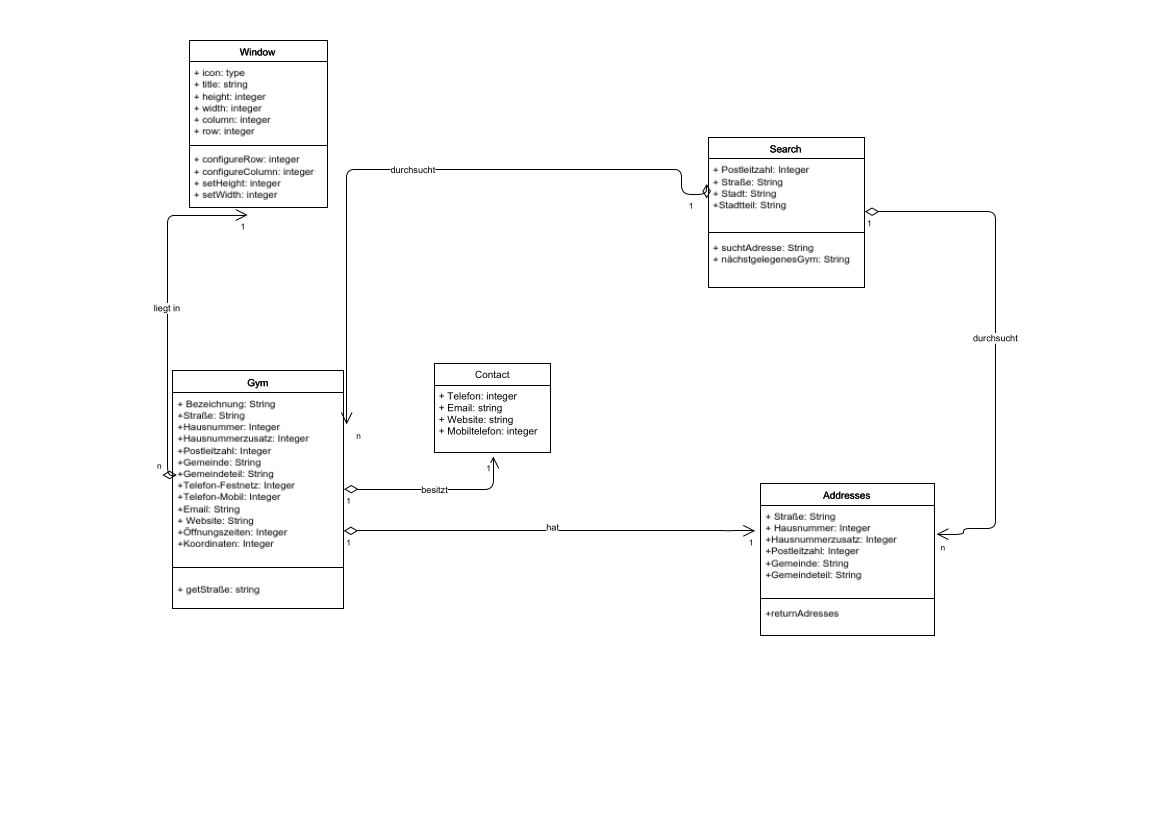 Window
+ icon: type
+ title: string
+ height: integer
+ width: integer
+ column: integer
+ row: integer
+ configureRow: integer
+ configureColumn: integer
+ setHeight: integer
+ setWidth: integer
1
liegt in
n
durchsucht
1
n
Search
+ Postleitzahl: Integer
+ Straße: String
+ Stadt: String
+Stadtteil: String
+ suchtAdresse: String
+ nächstgelegenesGym: String
1
durchsucht
n
Gym
+ Bezeichnung: String
+Straße: String
+Hausnummer: Integer
+Hausnummerzusatz: Integer
+Postleitzahl: Integer
+Gemeinde: String
+Gemeindeteil: String
+Telefon-Festnetz: Integer
+Telefon-Mobil: Integer
+Email: String
+ Website: String
+Öffnungszeiten: Integer
+Koordinaten: Integer
+ getStraße: string
Contact
+ Telefon: integer
+ Email: string
+ Website: string
+ Mobiltelefon: integer
1
besitzt
1
hat
1
1
Addresses
+ Straße: String
+ Hausnummer: Integer
+Hausnummerzusatz: Integer
+Postleitzahl: Integer
+Gemeinde: String
+Gemeindeteil: String
+returnAdresses